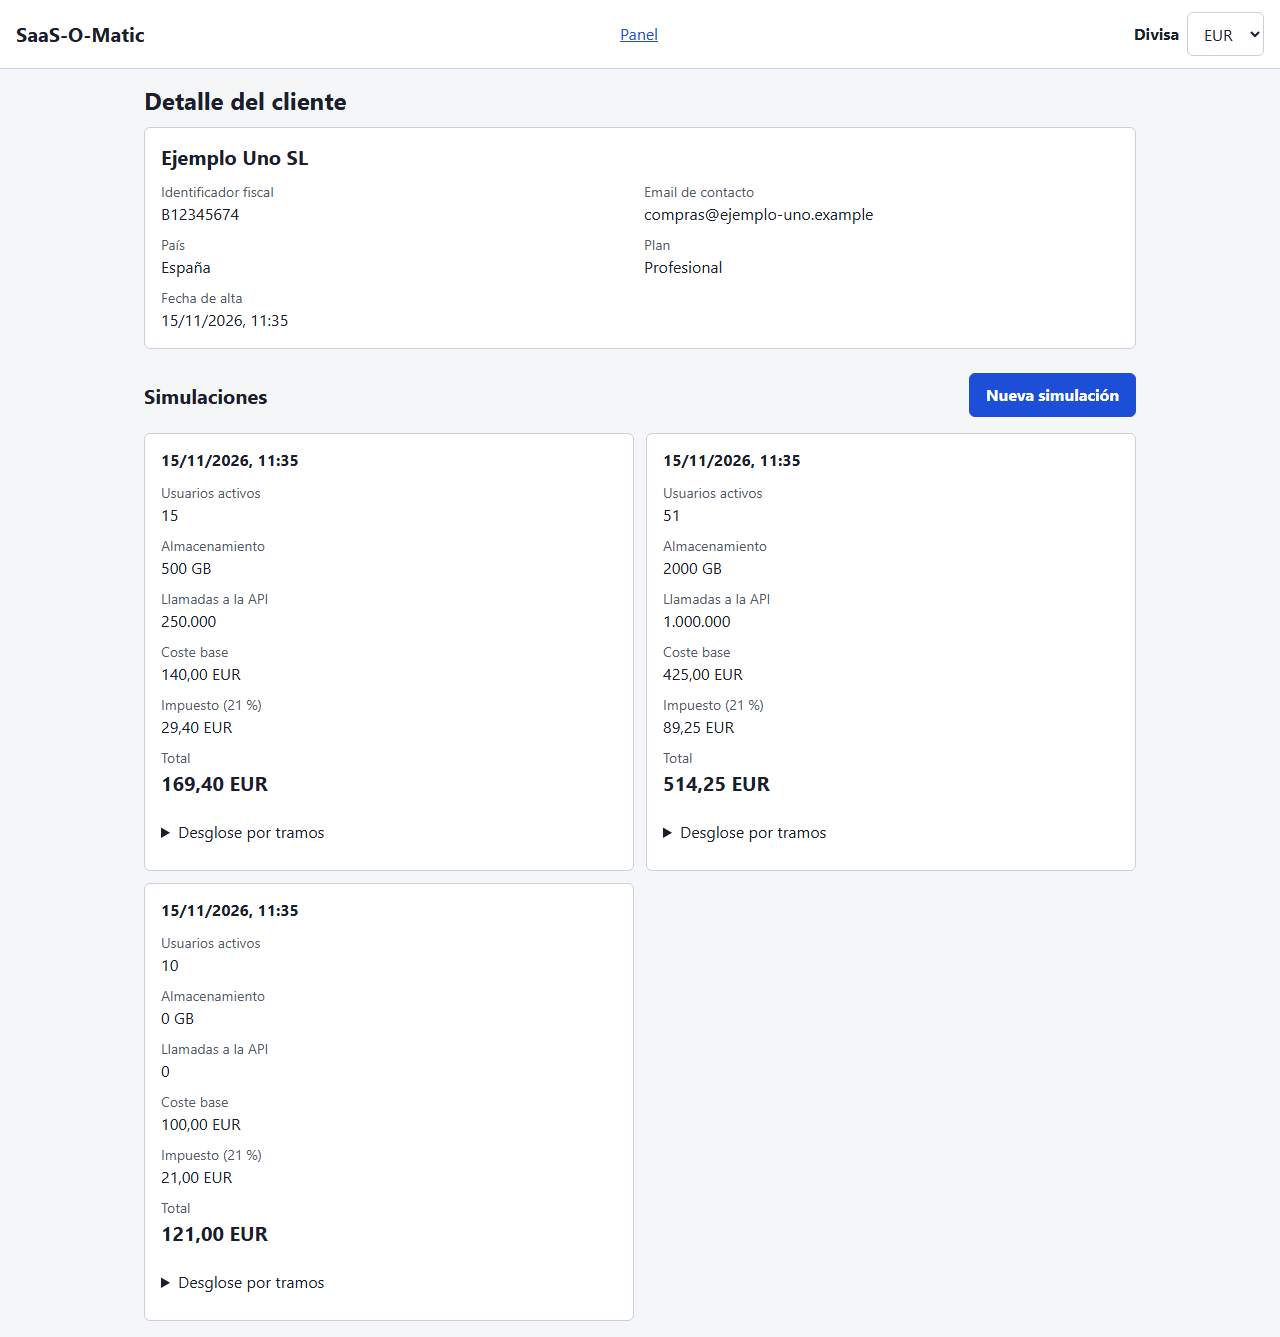 SaaS-O-Matic
Panel
Divisa
EUR
Detalle del cliente
Ejemplo Uno SL
Identificador fiscal
B12345674
Email de contacto
compras@ejemplo-uno.example
País
España
Plan
Profesional
Fecha de alta
15/11/2026, 11:35
Simulaciones
Nueva simulación
15/11/2026, 11:35
Usuarios activos
15
Almacenamiento
500 GB
Llamadas a la API
250.000
Coste base
140,00 EUR
Impuesto (21 %)
29,40 EUR
Total
169,40 EUR
Desglose por tramos
15/11/2026, 11:35
Usuarios activos
51
Almacenamiento
2000 GB
Llamadas a la API
1.000.000
Coste base
425,00 EUR
Impuesto (21 %)
89,25 EUR
Total
514,25 EUR
Desglose por tramos
15/11/2026, 11:35
Usuarios activos
10
Almacenamiento
0 GB
Llamadas a la API
0
Coste base
100,00 EUR
Impuesto (21 %)
21,00 EUR
Total
121,00 EUR
Desglose por tramos